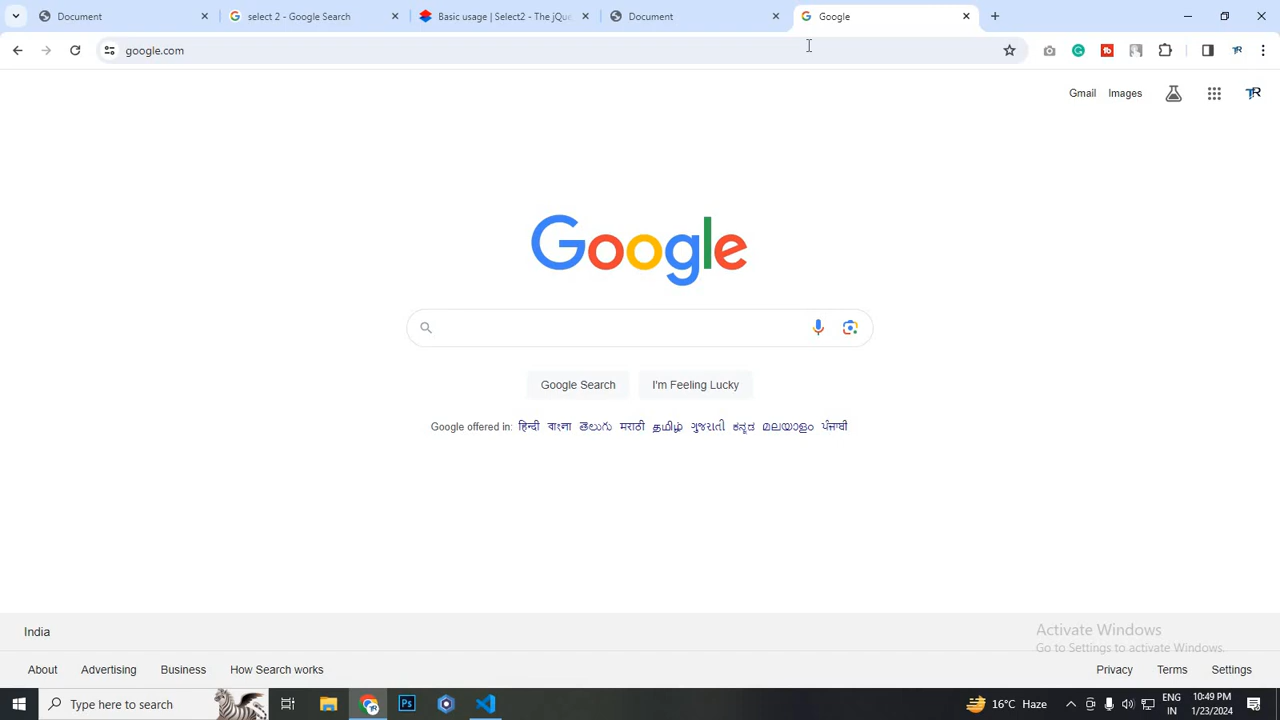 Document
select 2 - Google Search
Basic usage | Select2 - The jQue
Document
Google
google.com
Gmail
Images
Google
Google Search
I'm Feeling Lucky
Google offered in: हिन्दी বাংলা తెలుగు मराठी தமிழ் ગુજરાતી ಕನ್ನಡ മലയാളം ਪੰਜਾਬੀ
India
Activate Windows
Go to Settings to activate Windows.
About
Advertising
Business
How Search works
Privacy
Terms
Settings
Type here to search
Ps
16°C Haze
ENG
IN
10:49 PM
1/23/2024